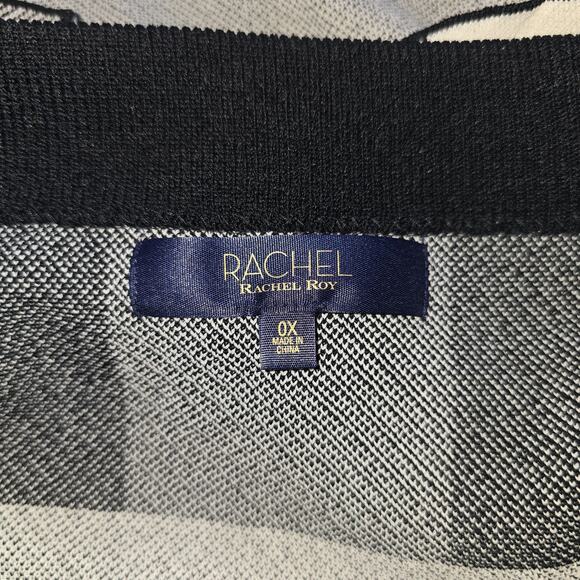 RACHEL
RACHEL ROY
0X
MADE IN
CHINA